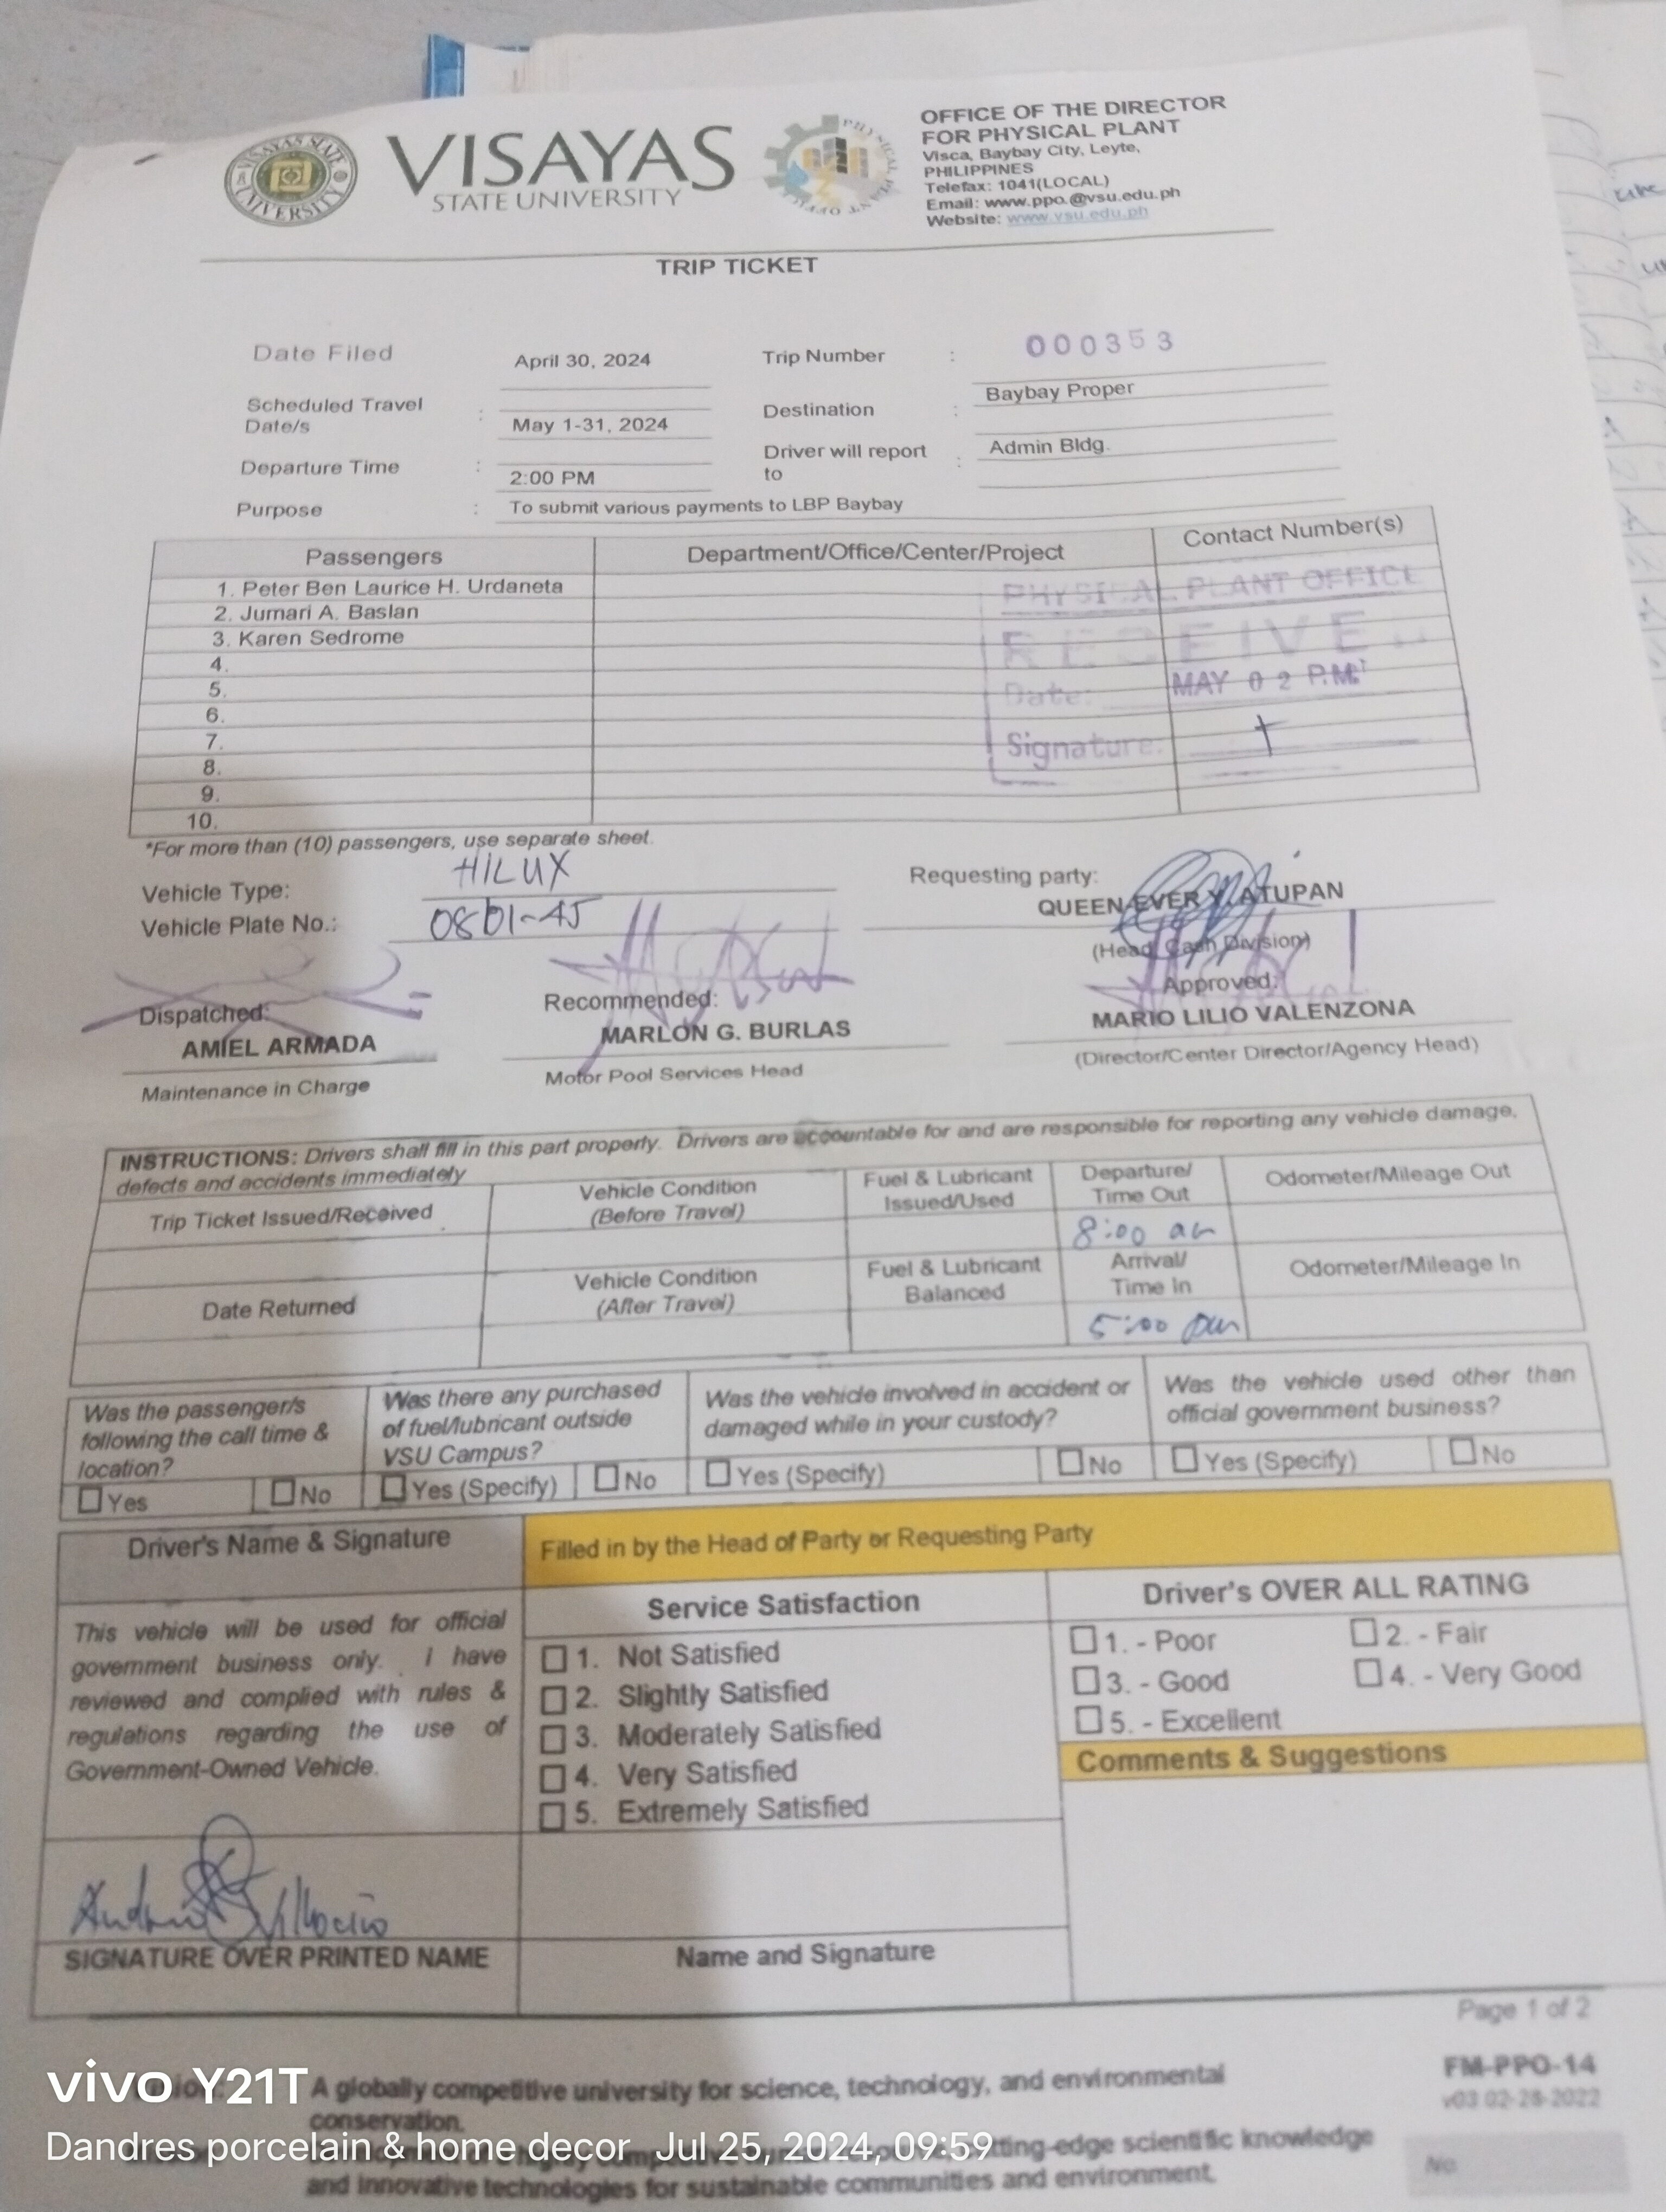 VISAYAS
STATE UNIVERSITY
VISAYAS STATE UNIVERSITY
OFFICE OF THE DIRECTOR
FOR PHYSICAL PLANT
Visca, Baybay City, Leyte,
PHILIPPINES
Telefax: 1041(LOCAL)
Email: www.ppo.@vsu.edu.ph
Website: www.vsu.edu.ph
TRIP TICKET
Date Filed April 30, 2024 Trip Number : 000353
Scheduled Travel Date/s : May 1-31, 2024 Destination : Baybay Proper
Departure Time : 2:00 PM Driver will report to : Admin Bldg.
Purpose : To submit various payments to LBP Baybay
Passengers Department/Office/Center/Project Contact Number(s)
1. Peter Ben Laurice H. Urdaneta
2. Jumari A. Baslan
3. Karen Sedrome
4.
5.
6.
7.
8.
9.
10.
PHYSICAL PLANT OFFICE
RECEIVED
Date: MAY 02 P.M.
Signature:
*For more than (10) passengers, use separate sheet.
Vehicle Type: HILUX
Vehicle Plate No.:
Requesting party:
QUEEN EVER Y. ATUPAN
(Head, Cash Division)
Dispatched:
AMIEL ARMADA
Maintenance in Charge
Recommended:
MARLON G. BURLAS
Motor Pool Services Head
Approved:
MARIO LILIO VALENZONA
(Director/Center Director/Agency Head)
INSTRUCTIONS: Drivers shall fill in this part properly. Drivers are accountable for and are responsible for reporting any vehicle damage,
defects and accidents immediately
Trip Ticket Issued/Received
Vehicle Condition
(Before Travel)
Fuel & Lubricant
Issued/Used
Departure/
Time Out
Odometer/Mileage Out
8:00 am
Date Returned
Vehicle Condition
(After Travel)
Fuel & Lubricant
Balanced
Arrival/
Time In
Odometer/Mileage In
5:00 pm
Was the passenger/s
following the call time &
location?
Yes No
Was there any purchased
of fuel/lubricant outside
VSU Campus?
Yes (Specify) No
Was the vehicle involved in accident or
damaged while in your custody?
Yes (Specify) No
Was the vehicle used other than
official government business?
Yes (Specify) No
Driver's Name & Signature
This vehicle will be used for official
government business only. I have
reviewed and complied with rules &
regulations regarding the use of
Government-Owned Vehicle.
SIGNATURE OVER PRINTED NAME
Filled in by the Head of Party or Requesting Party
Service Satisfaction
1. Not Satisfied
2. Slightly Satisfied
3. Moderately Satisfied
4. Very Satisfied
5. Extremely Satisfied
Name and Signature
Driver's OVER ALL RATING
1. - Poor 2. - Fair
3. - Good 4. - Very Good
5. - Excellent
Comments & Suggestions
Page 1 of 2
FM-PPO-14
v03 02-28-2022
No.
A globally competitive university for science, technology, and environmental
conservation.
scientific knowledge
and innovative technologies for sustainable communities and environment.
vivo Y21T
Dandres porcelain & home decor Jul 25, 2024, 09:59